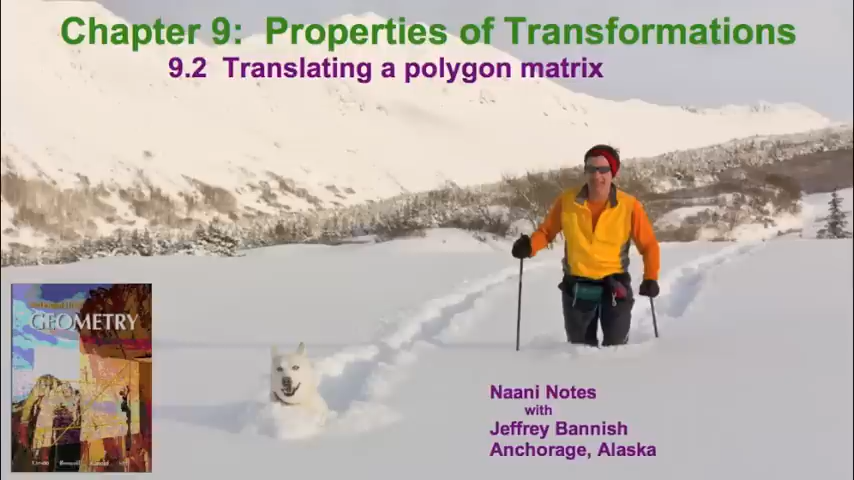 Chapter 9: Properties of Transformations
9.2 Translating a polygon matrix
GEOMETRY
Naani Notes
with
Jeffrey Bannish
Anchorage, Alaska